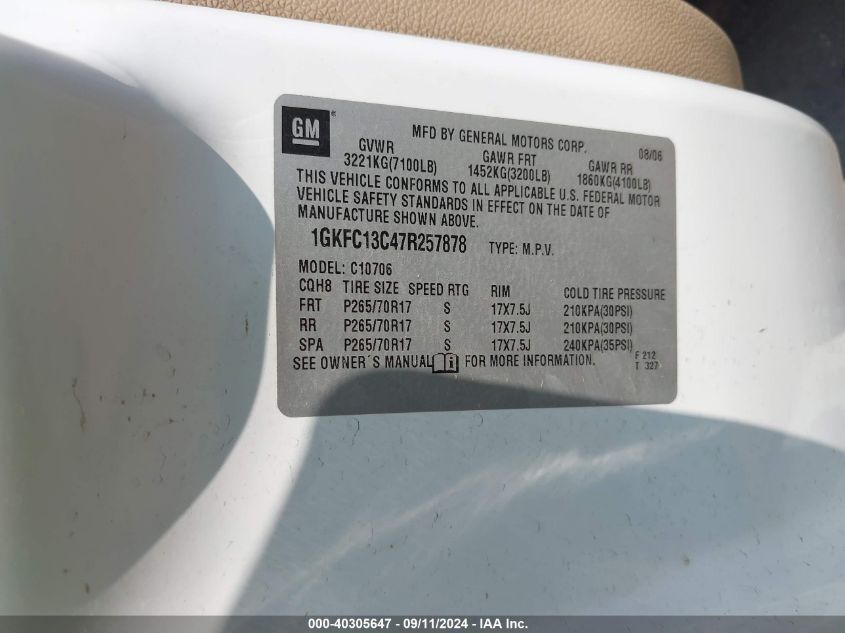 GM®
MFD BY GENERAL MOTORS CORP. 08/06
GVWR GAWR FRT GAWR RR
3221KG(7100LB) 1452KG(3200LB) 1860KG(4100LB)
THIS VEHICLE CONFORMS TO ALL APPLICABLE U.S. FEDERAL MOTOR
VEHICLE SAFETY STANDARDS IN EFFECT ON THE DATE OF
MANUFACTURE SHOWN ABOVE.
1GKFC13C47R257878 TYPE: M.P.V.
MODEL: C10706
CQH8 TIRE SIZE SPEED RTG RIM COLD TIRE PRESSURE
FRT P265/70R17 S 17X7.5J 210KPA(30PSI)
RR P265/70R17 S 17X7.5J 210KPA(30PSI)
SPA P265/70R17 S 17X7.5J 240KPA(35PSI)
SEE OWNER´S MANUAL i FOR MORE INFORMATION.
F 212
T 327
000-40305647 - 09/11/2024 - IAA Inc.